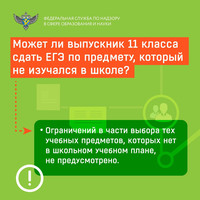 ФЕДЕРАЛЬНАЯ СЛУЖБА ПО НАДЗОРУ
В СФЕРЕ ОБРАЗОВАНИЯ И НАУКИ
Может ли выпускник 11 класса
сдать ЕГЭ по предмету, который
не изучался в школе?
Ограничений в части выбора тех
учебных предметов, которых нет
в школьном учебном плане,
не предусмотрено.
!